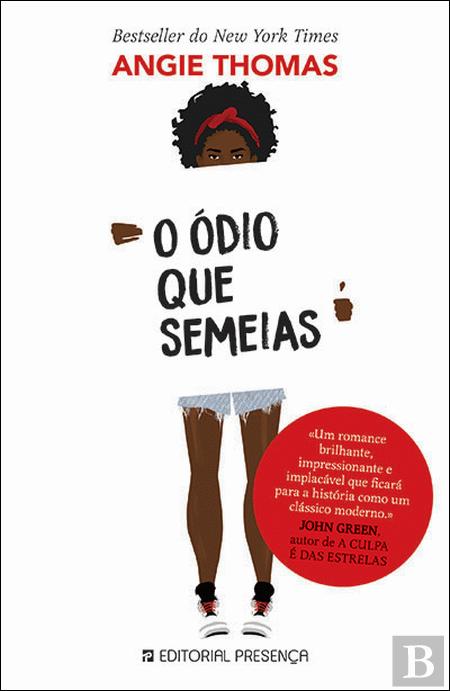 Bestseller do New York Times
ANGIE THOMAS
O ÓDIO
QUE
SEMEIAS
«Um romance
brilhante,
impressionante e
implacável que ficará
para a história como um
clássico moderno.»
JOHN GREEN,
autor de A CULPA
É DAS ESTRELAS
EDITORIAL PRESENÇA
B